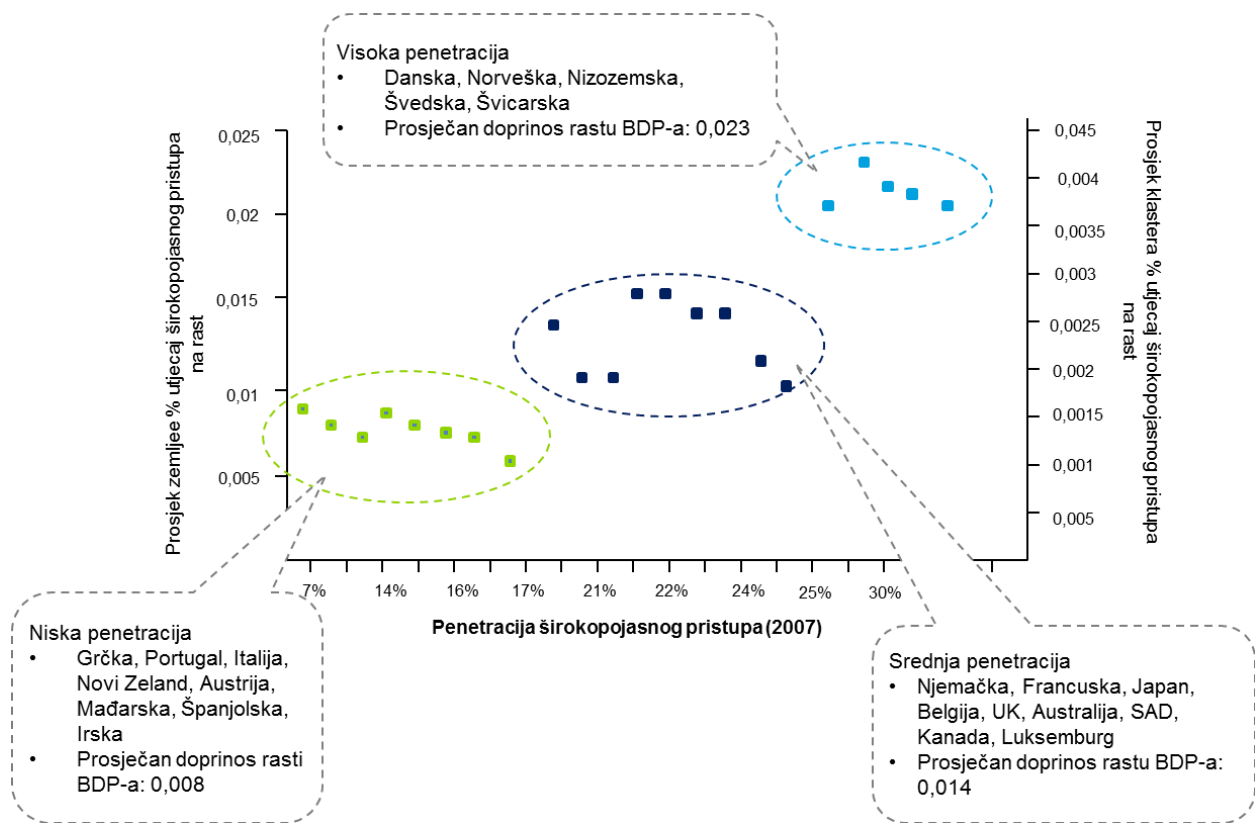 Visoka penetracija
• Danska, Norveška, Nizozemska,
Švedska, Švicarska
• Prosječan doprinos rastu BDP-a: 0,023
Prosjek zemljee % utjecaj širokopojasnog pristupa
na rast
0,025
0,02
0,015
0,01
0,005
0,045
0,004
0,0035
0,003
0,0025
0,002
0,0015
0,001
0,005
Prosjek klastera % utjecaj širokopojasnog pristupa
na rast
7%
14%
16%
17%
21%
22%
24%
25%
30%
Penetracija širokopojasnog pristupa (2007)
Niska penetracija
• Grčka, Portugal, Italija,
Novi Zeland, Austrija,
Mađarska, Španjolska,
Irska
• Prosječan doprinos rasti
BDP-a: 0,008
Srednja penetracija
• Njemačka, Francuska, Japan,
Belgija, UK, Australija, SAD,
Kanada, Luksemburg
• Prosječan doprinos rastu BDP-a:
0,014